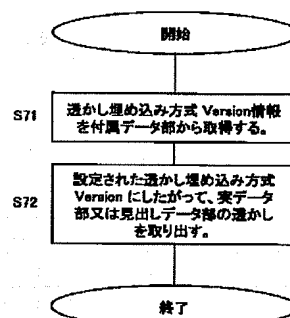 開始
S71
透かし埋め込み方式 Version情報
を付属データ部から取得する。
S72
設定された透かし埋め込み方式
Version にしたがって、実データ
部又は見出しデータ部の透かし
を取り出す。
終了